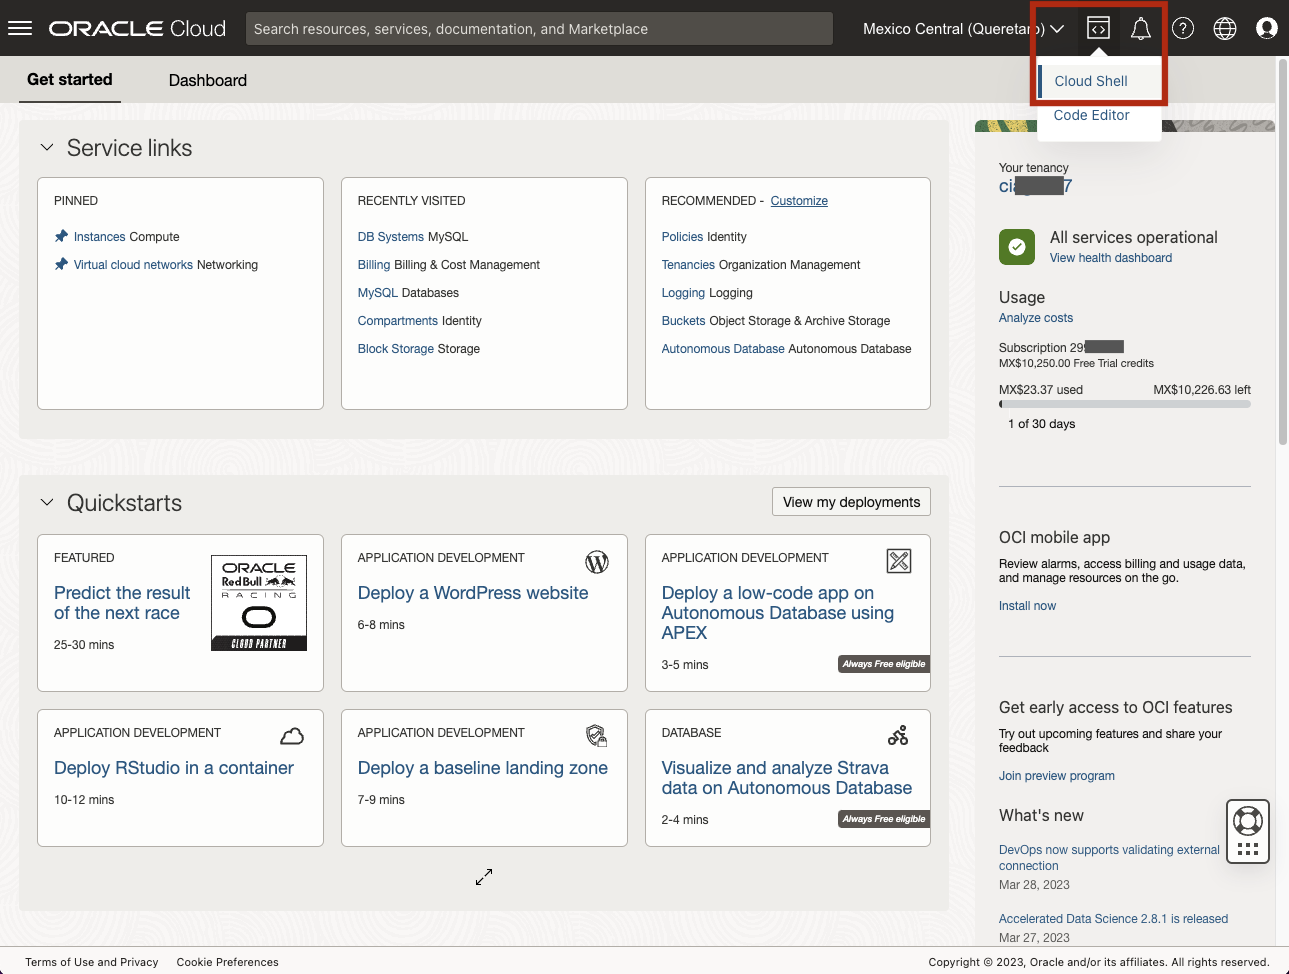 ORACLE Cloud
Search resources, services, documentation, and Marketplace
Mexico Central (Queretaro)
Cloud Shell
Code Editor
Get started
Dashboard
Service links
PINNED
Instances Compute
Virtual cloud networks Networking
RECENTLY VISITED
DB Systems MySQL
Billing Billing & Cost Management
MySQL Databases
Compartments Identity
Block Storage Storage
RECOMMENDED - Customize
Policies Identity
Tenancies Organization Management
Logging Logging
Buckets Object Storage & Archive Storage
Autonomous Database Autonomous Database
Quickstarts
View my deployments
FEATURED
Predict the result
of the next race
25-30 mins
ORACLE
Red Bull
RACING
CLOUD PARTNER
APPLICATION DEVELOPMENT
Deploy a WordPress website
6-8 mins
APPLICATION DEVELOPMENT
Deploy a low-code app on
Autonomous Database using
APEX
3-5 mins
Always Free eligible
APPLICATION DEVELOPMENT
Deploy RStudio in a container
10-12 mins
APPLICATION DEVELOPMENT
Deploy a baseline landing zone
7-9 mins
DATABASE
Visualize and analyze Strava
data on Autonomous Database
2-4 mins
Always Free eligible
Your tenancy
All services operational
View health dashboard
Usage
Analyze costs
Subscription
MX$10,250.00 Free Trial credits
MX$23.37 used
MX$10,226.63 left
1 of 30 days
OCI mobile app
Review alarms, access billing and usage data,
and manage resources on the go.
Install now
Get early access to OCI features
Try out upcoming features and share your
feedback
Join preview program
What's new
DevOps now supports validating external
connection
Mar 28, 2023
Accelerated Data Science 2.8.1 is released
Mar 27, 2023
Terms of Use and Privacy
Cookie Preferences
Copyright © 2023, Oracle and/or its affiliates. All rights reserved.